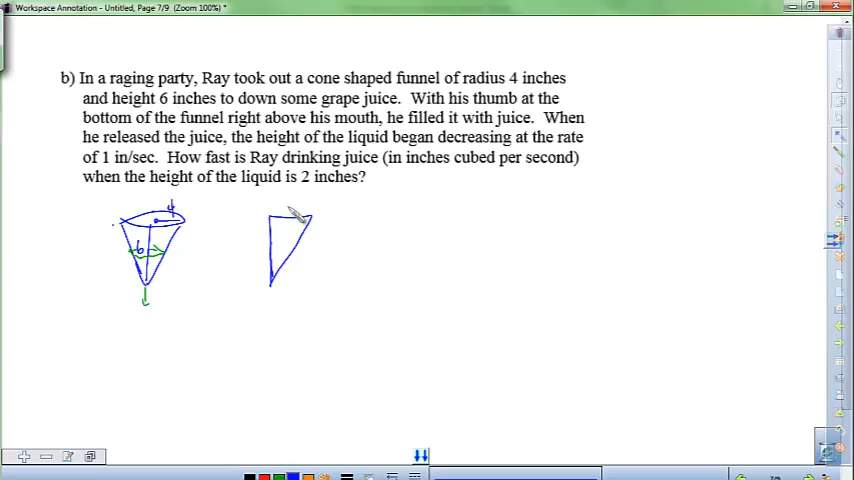 Workspace Annotation - Untitled, Page 7/9 (Zoom 100%) *
b) In a raging party, Ray took out a cone shaped funnel of radius 4 inches
and height 6 inches to down some grape juice. With his thumb at the
bottom of the funnel right above his mouth, he filled it with juice. When
he released the juice, the height of the liquid began decreasing at the rate
of 1 in/sec. How fast is Ray drinking juice (in inches cubed per second)
when the height of the liquid is 2 inches?
4
6
7/9